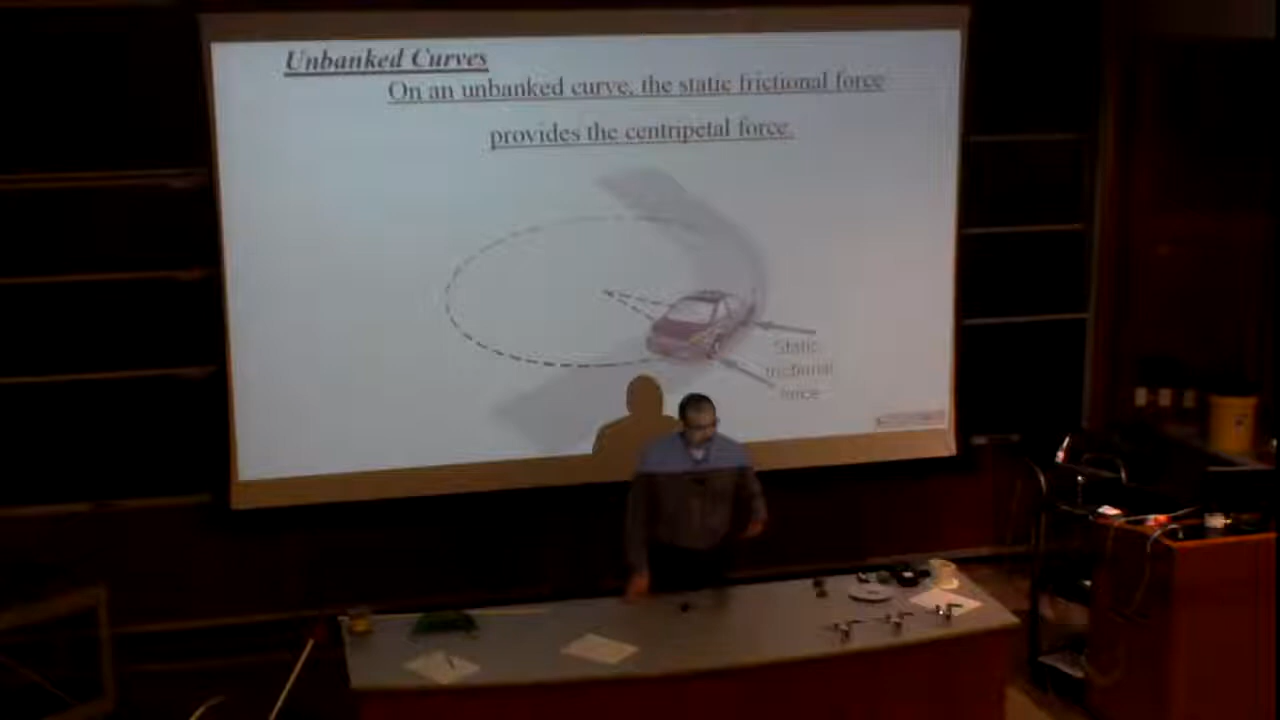 Unbanked Curves
On an unbanked curve, the static frictional force
provides the centripetal force.
Static
frictional
force